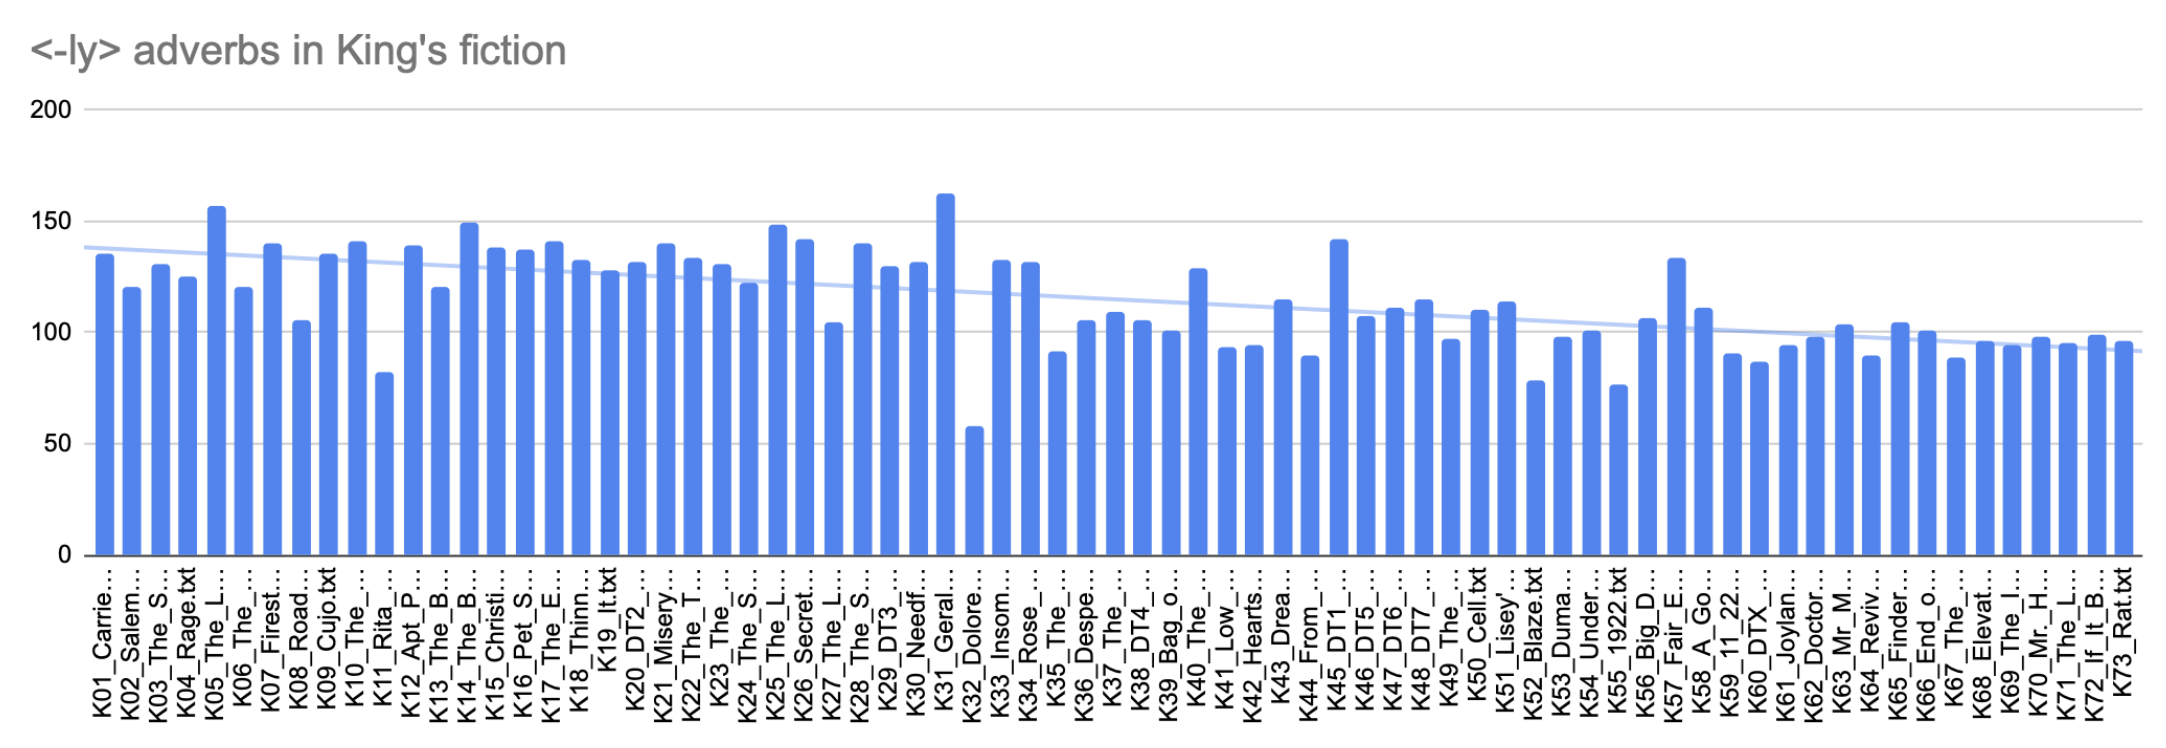 <-ly> adverbs in King's fiction
200
150
100
50
0
K01_Carrie…
K02_Salem…
K03_The_S…
K04_Rage.txt
K05_The_L…
K06_The_…
K07_Firest…
K08_Road…
K09_Cujo.txt
K10_The_…
K11_Rita_…
K12_Apt_P…
K13_The_B…
K14_The_B…
K15_Christi…
K16_Pet_S…
K17_The_E…
K18_Thinn…
K19_It.txt
K20_DT2_…
K21_Misery…
K22_The_T…
K23_The_…
K24_The_S…
K25_The_L…
K26_Secret…
K27_The_L…
K28_The_S…
K29_DT3_…
K30_Needf…
K31_Geral…
K32_Dolore…
K33_Insom…
K34_Rose_…
K35_The_…
K36_Despe…
K37_The_…
K38_DT4_…
K39_Bag_o…
K40_The_…
K41_Low_…
K42_Hearts…
K43_Drea…
K44_From_…
K45_DT1_…
K46_DT5_…
K47_DT6_…
K48_DT7_…
K49_The_…
K50_Cell.txt
K51_Lisey'…
K52_Blaze.txt
K53_Duma…
K54_Under…
K55_1922.txt
K56_Big_D…
K57_Fair_E…
K58_A_Go…
K59_11_22…
K60_DTX_…
K61_Joylan…
K62_Doctor…
K63_Mr_M…
K64_Reviv…
K65_Finder…
K66_End_o…
K67_The_…
K68_Elevat…
K69_The_I…
K70_Mr._H…
K71_The_L…
K72_If_It_B…
K73_Rat.txt